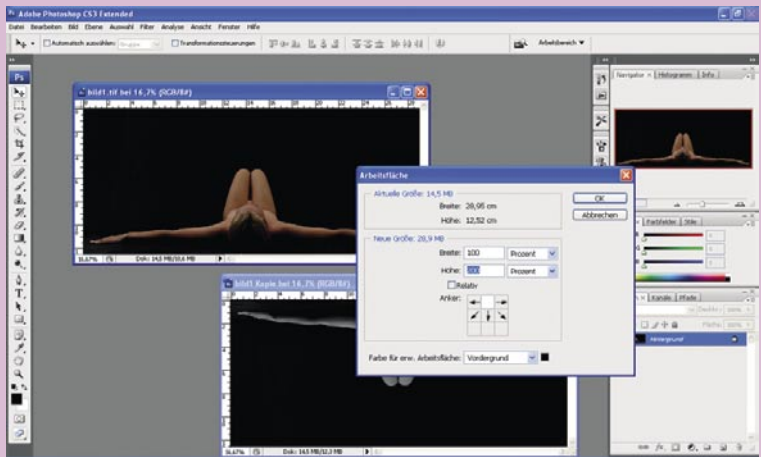 Adobe Photoshop CS3 Extended
Datei Bearbeiten Bild Ebene Auswahl Filter Analyse Ansicht Fenster Hilfe
Automatisch auswählen: Gruppe Transformationssteuerungen Arbeitsbereich
Ps
bild1.tif bei 16,7% (RGB/8#)
Navigator Histogramm Info
Arbeitsfläche
Aktuelle Größe: 14,5 MB
Breite: 28,95 cm
Höhe: 12,52 cm
OK
Abbrechen
Neue Größe: 28,9 MB
Breite: 100 Prozent
Höhe: 200 Prozent
Relativ
Anker:
Farbe für erw. Arbeitsfläche: Vordergrund
Farbfelder Stile
Kanäle Pfade
Hintergrund
16,67%
bild1 Kopie bei 16,7% (RGB/8#)
16,67%